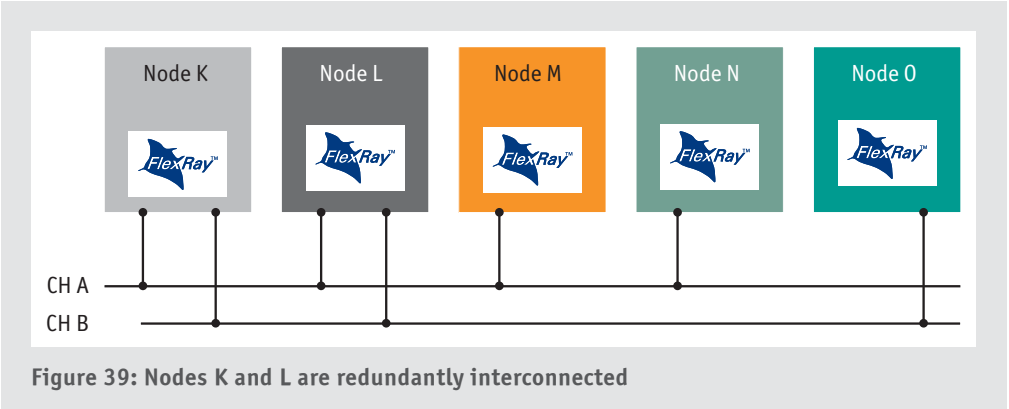 Node K
Node L
Node M
Node N
Node O
FlexRay™
FlexRay™
FlexRay™
FlexRay™
FlexRay™
CH A
CH B
Figure 39: Nodes K and L are redundantly interconnected